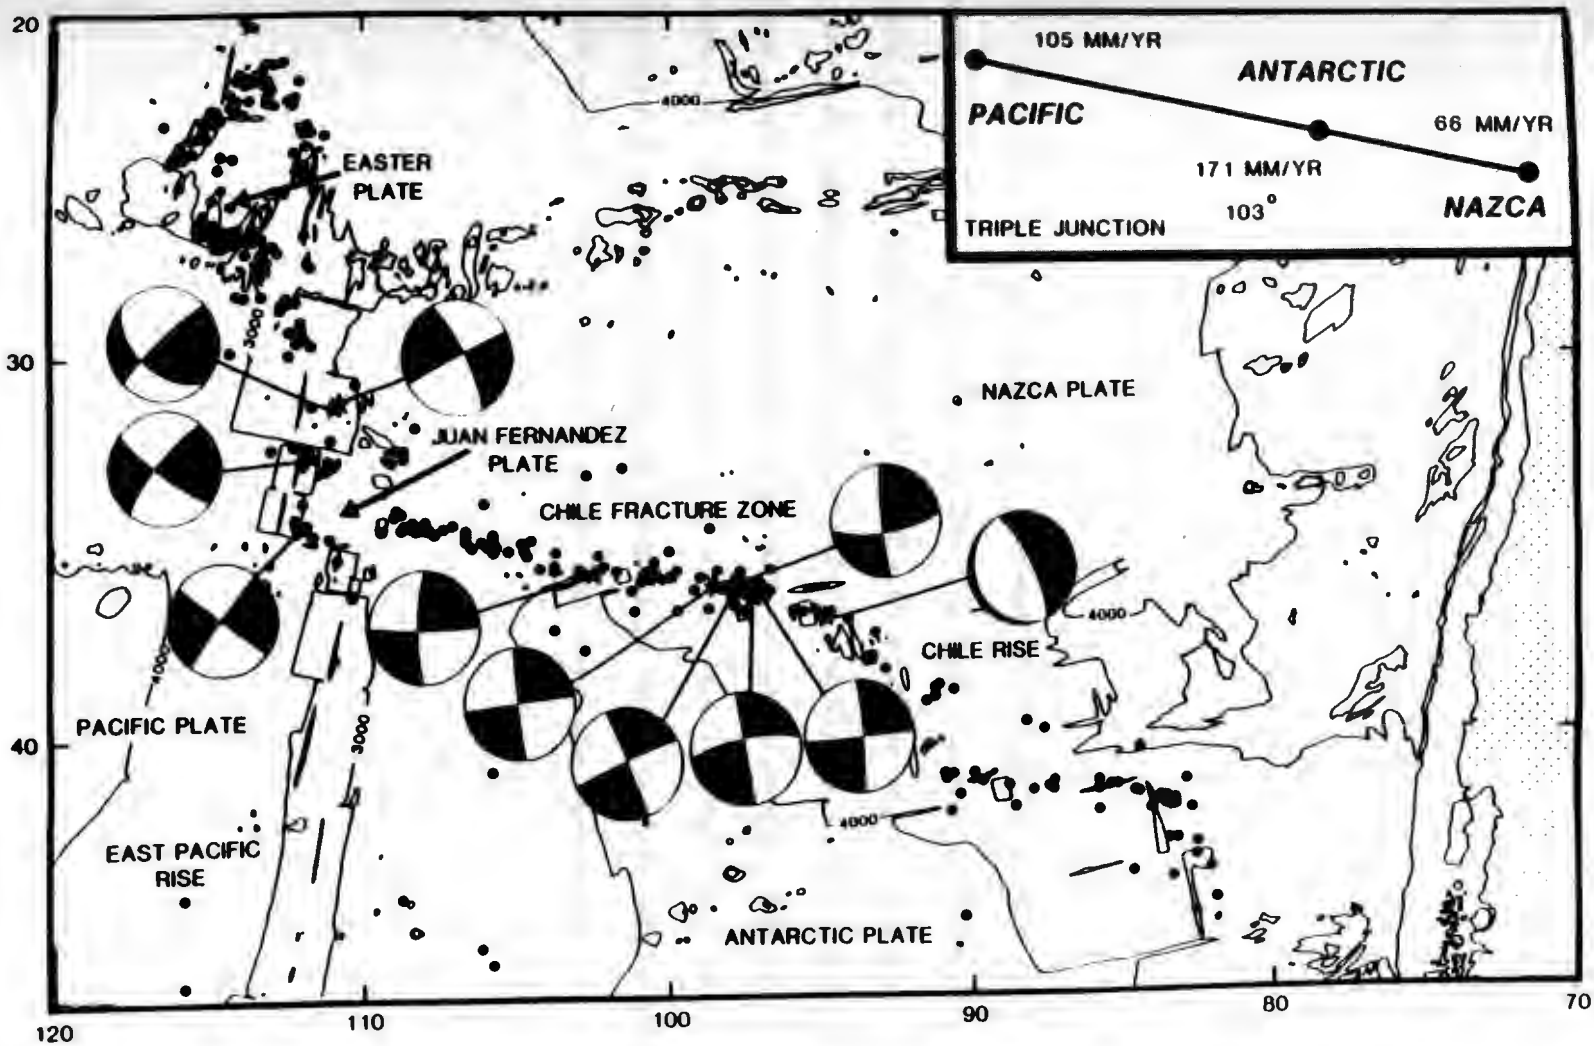 20
105 MM/YR
ANTARCTIC
PACIFIC
66 MM/YR
171 MM/YR
103°
NAZCA
TRIPLE JUNCTION
4000
EASTER
PLATE
3000
30
NAZCA PLATE
JUAN FERNANDEZ
PLATE
CHILE FRACTURE ZONE
4000
4000
CHILE RISE
PACIFIC PLATE
3000
40
4000
EAST PACIFIC
RISE
ANTARCTIC PLATE
120
110
100
90
80
70